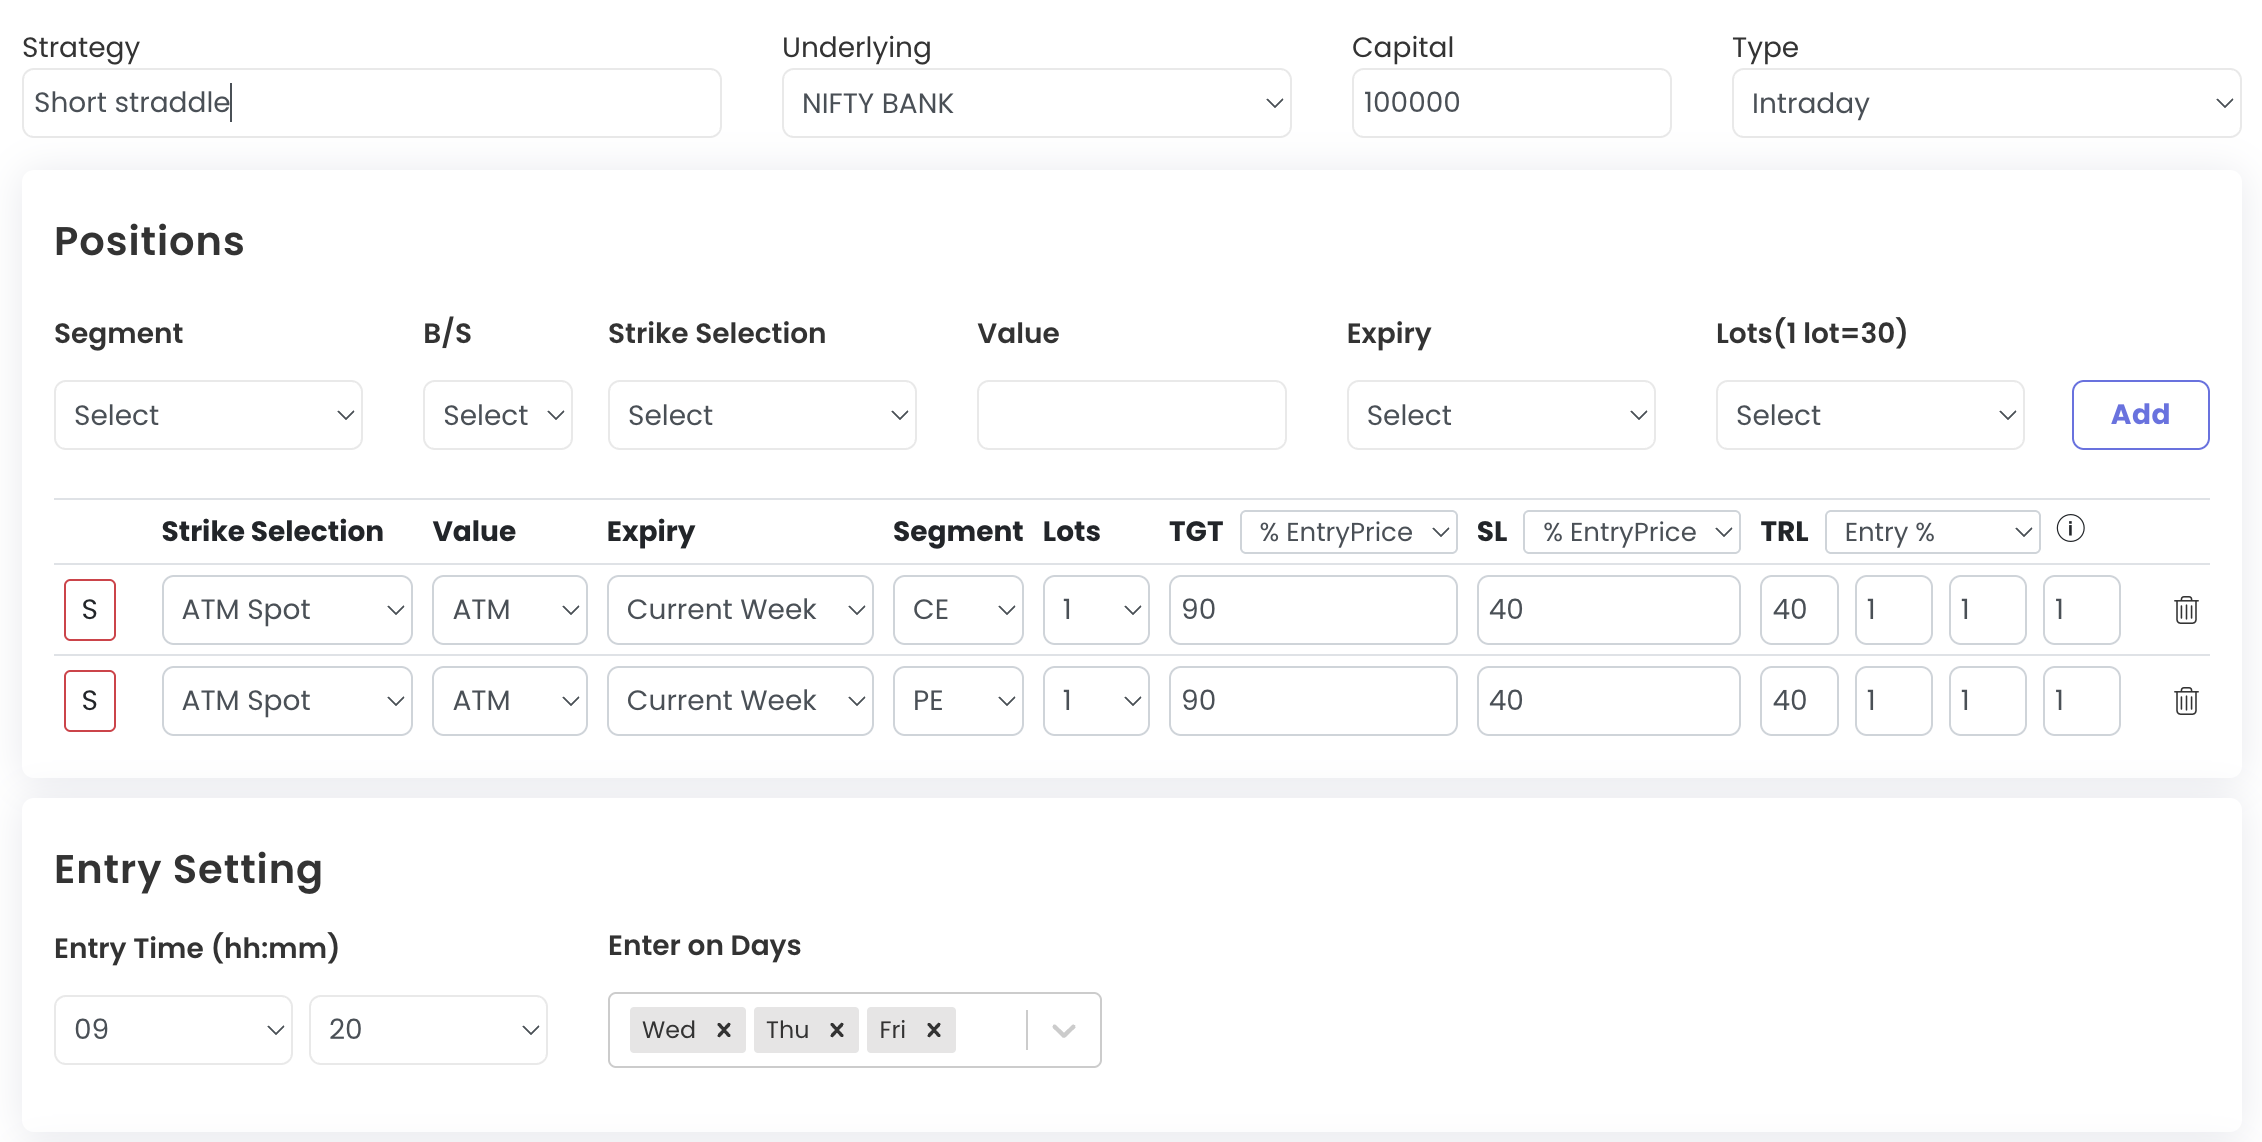 Strategy Underlying Capital Type
Short straddle NIFTY BANK 100000 Intraday
Positions
Segment B/S Strike Selection Value Expiry Lots(1 lot=30)
Select Select Select Select Select Add
Strike Selection Value Expiry Segment Lots TGT % EntryPrice SL % EntryPrice TRL Entry % i
S ATM Spot ATM Current Week CE 1 90 40 40 1 1 1
S ATM Spot ATM Current Week PE 1 90 40 40 1 1 1
Entry Setting
Entry Time (hh:mm) Enter on Days
09 20 Wed × Thu × Fri ×